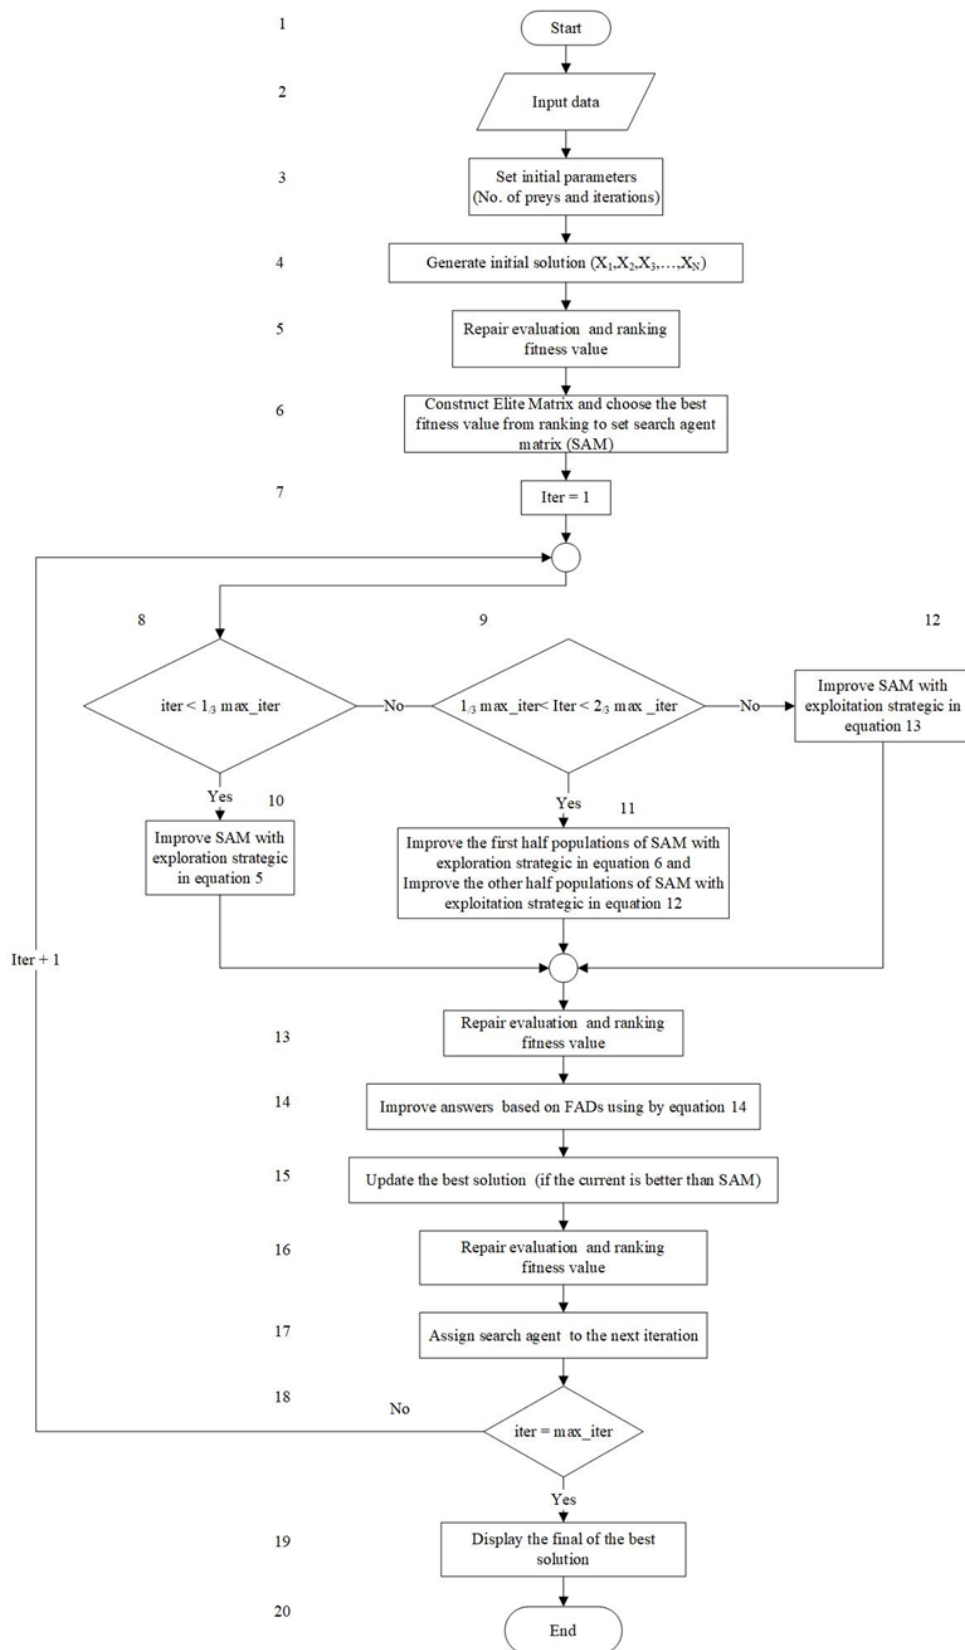 1
Start
2
Input data
3
Set initial parameters
(No. of preys and iterations)
4
Generate initial solution (X₁,X₂,X₃,…,X_N)
5
Repair evaluation and ranking
fitness value
6
Construct Elite Matrix and choose the best
fitness value from ranking to set search agent
matrix (SAM)
7
Iter = 1
8
9
12
iter < 1/3 max_iter
No
1/3 max_iter< Iter < 2/3 max _iter
No
Improve SAM with
exploitation strategic in
equation 13
Yes
10
Improve SAM with
exploration strategic
in equation 5
Yes
11
Improve the first half populations of SAM with
exploration strategic in equation 6 and
Improve the other half populations of SAM with
exploitation strategic in equation 12
Iter + 1
13
Repair evaluation and ranking
fitness value
14
Improve answers based on FADs using by equation 14
15
Update the best solution (if the current is better than SAM)
16
Repair evaluation and ranking
fitness value
17
Assign search agent to the next iteration
18
No
iter = max_iter
Yes
19
Display the final of the best
solution
20
End